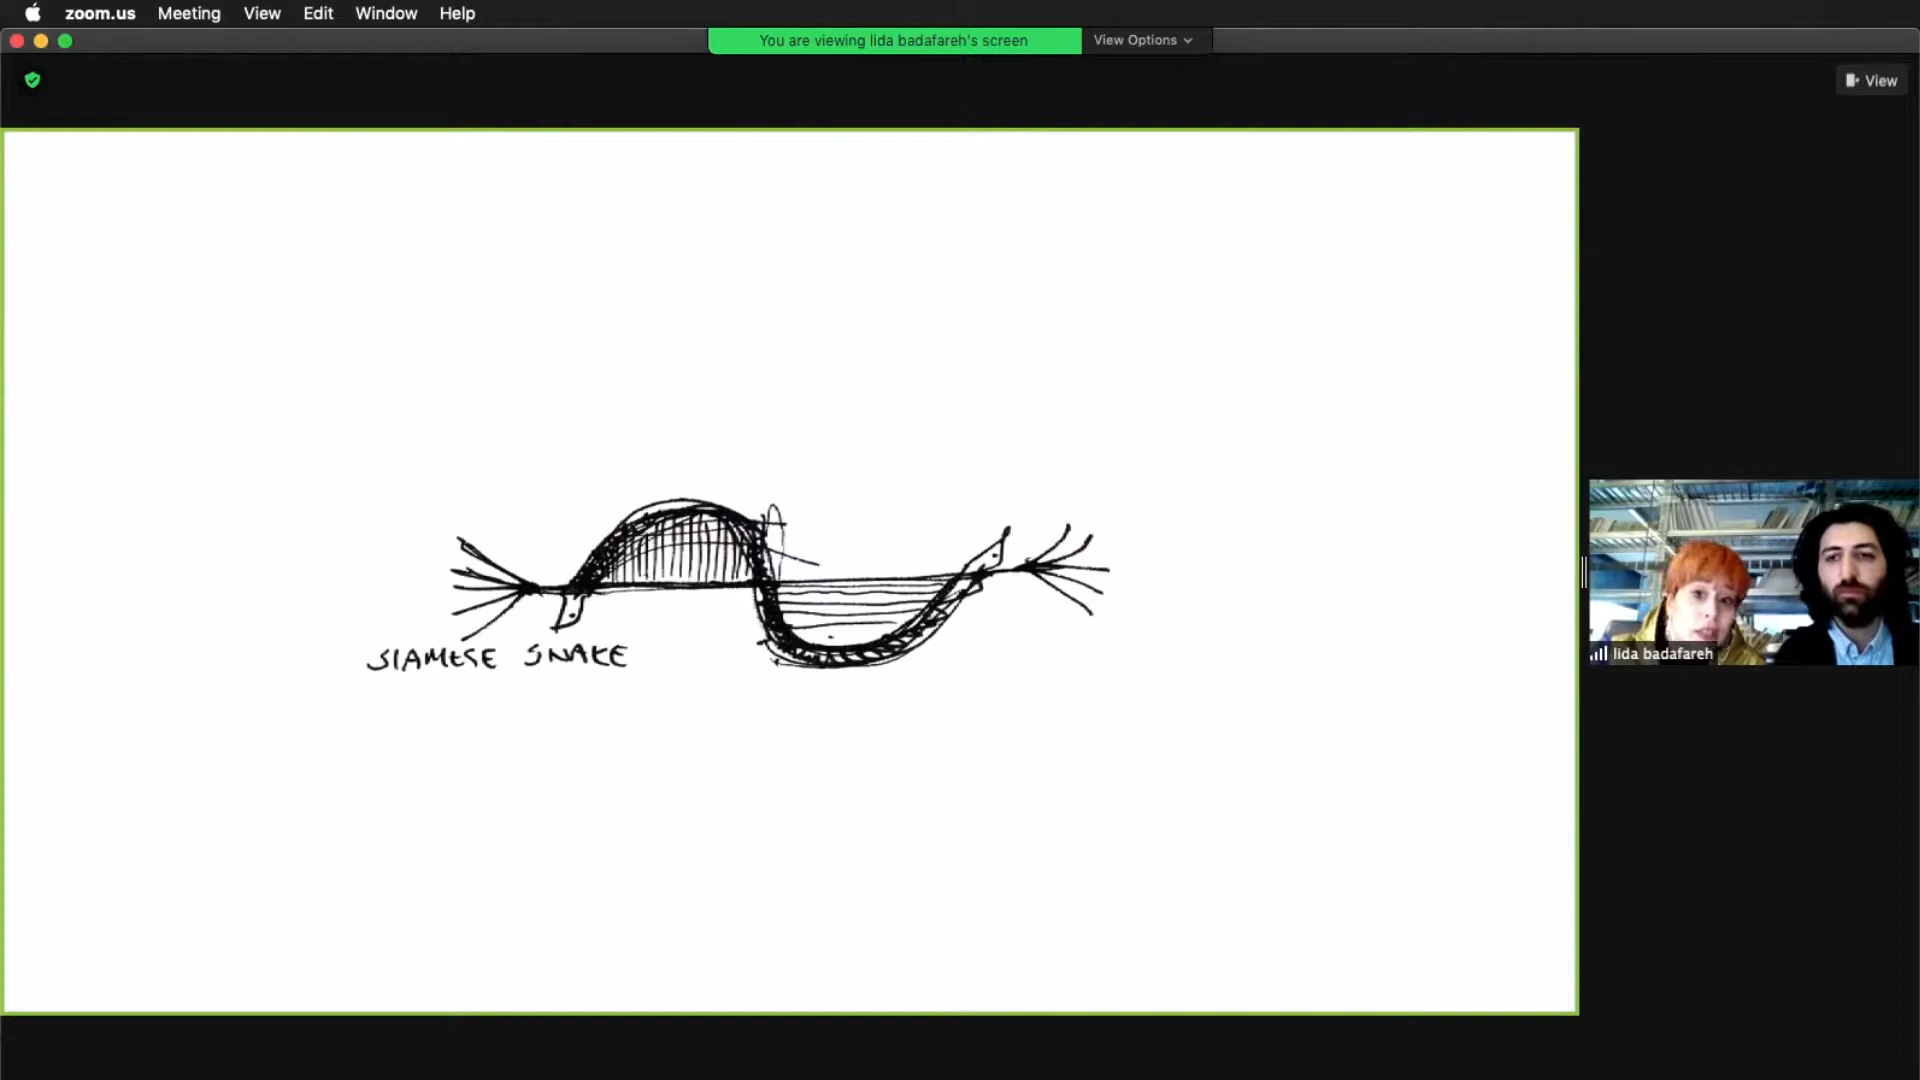 zoom.us Meeting View Edit Window Help
You are viewing lida badafareh's screen View Options
View
SIAMESE SNAKE
lida badafareh